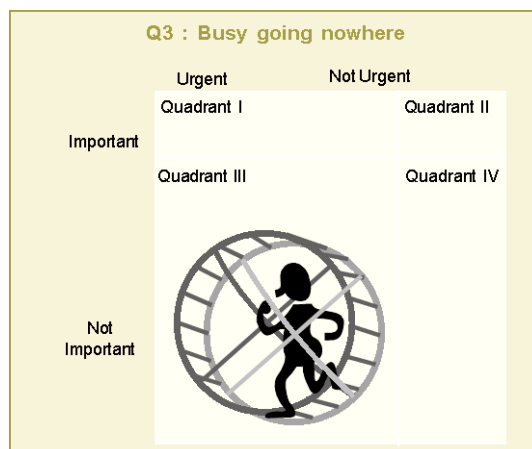 Q3 : Busy going nowhere
Urgent Not Urgent
Quadrant I Quadrant II
Important
Quadrant III Quadrant IV
Not
Important